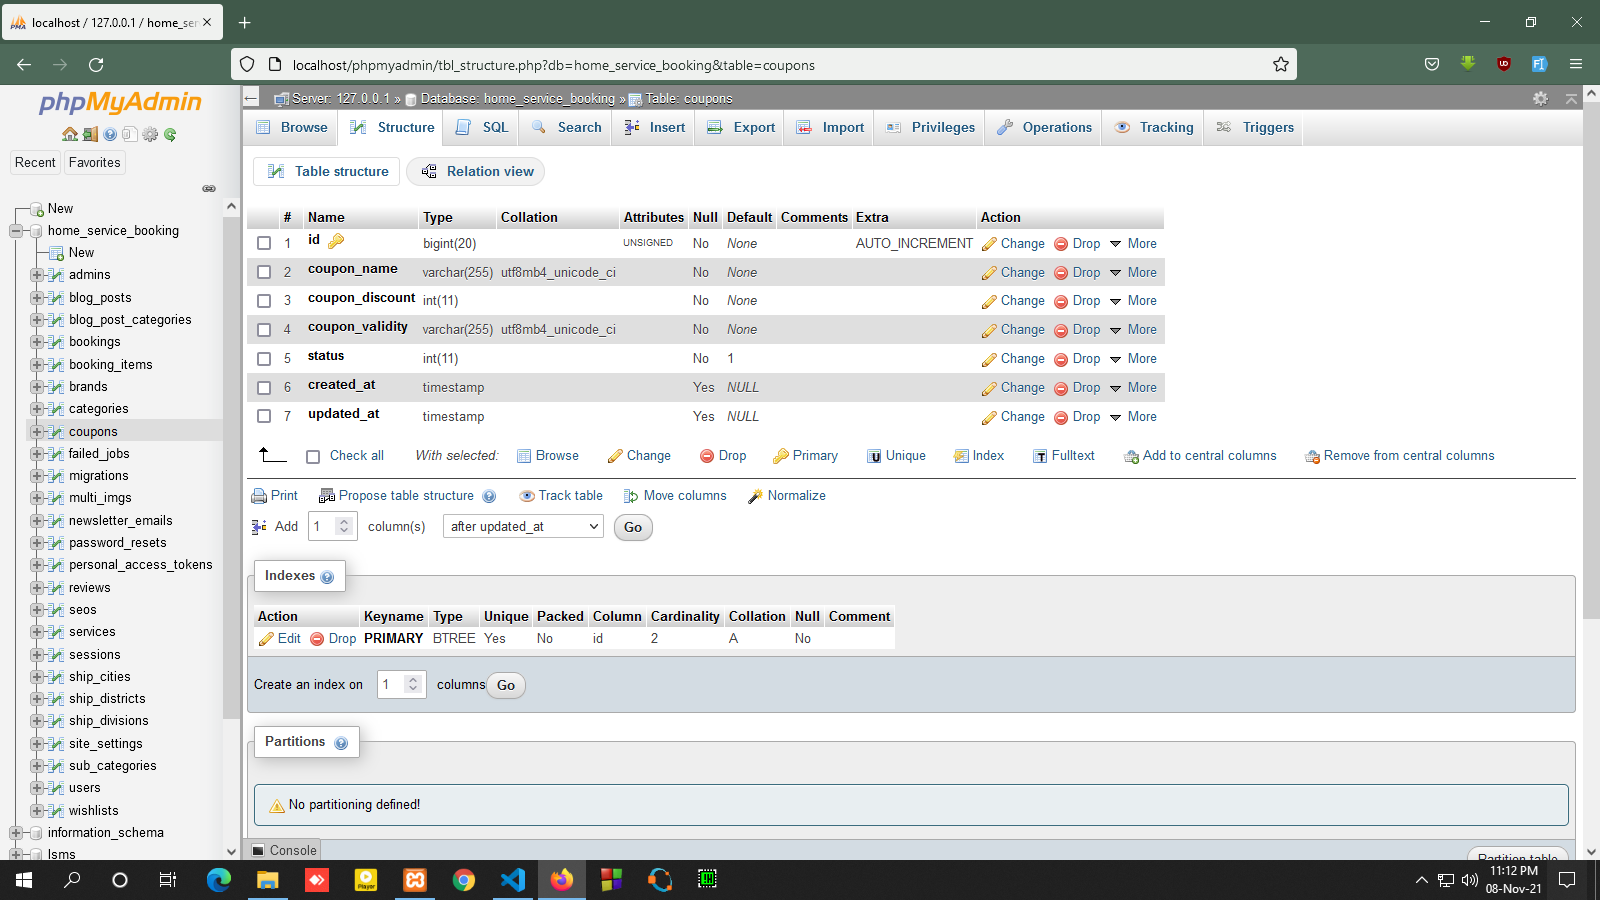 localhost / 127.0.0.1 / home_ser
localhost/phpmyadmin/tbl_structure.php?db=home_service_booking&table=coupons
phpMyAdmin
Recent Favorites
New
home_service_booking
New
admins
blog_posts
blog_post_categories
bookings
booking_items
brands
categories
coupons
failed_jobs
migrations
multi_imgs
newsletter_emails
password_resets
personal_access_tokens
reviews
seos
services
sessions
ship_cities
ship_districts
ship_divisions
site_settings
sub_categories
users
wishlists
information_schema
lsms
Server: 127.0.0.1 » Database: home_service_booking » Table: coupons
Browse Structure SQL Search Insert Export Import Privileges Operations Tracking Triggers
Table structure Relation view
# Name Type Collation Attributes Null Default Comments Extra Action
1 id bigint(20) UNSIGNED No None AUTO_INCREMENT Change Drop More
2 coupon_name varchar(255) utf8mb4_unicode_ci No None Change Drop More
3 coupon_discount int(11) No None Change Drop More
4 coupon_validity varchar(255) utf8mb4_unicode_ci No None Change Drop More
5 status int(11) No 1 Change Drop More
6 created_at timestamp Yes NULL Change Drop More
7 updated_at timestamp Yes NULL Change Drop More
Check all With selected: Browse Change Drop Primary Unique Index Fulltext Add to central columns Remove from central columns
Print Propose table structure Track table Move columns Normalize
Add 1 column(s) after updated_at Go
Indexes
Action Keyname Type Unique Packed Column Cardinality Collation Null Comment
Edit Drop PRIMARY BTREE Yes No id 2 A No
Create an index on 1 columns Go
Partitions
No partitioning defined!
Partition table
Console
11:12 PM
08-Nov-21